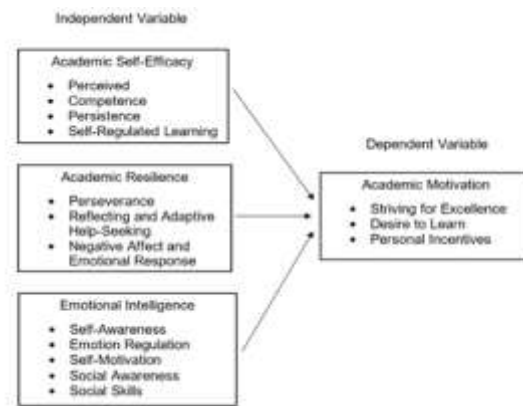 Independent Variable
Academic Self-Efficacy
• Perceived
• Competence
• Persistence
• Self-Regulated Learning
Academic Resilience
• Perseverance
• Reflecting and Adaptive
Help-Seeking
• Negative Affect and
Emotional Response
Emotional Intelligence
• Self-Awareness
• Emotion Regulation
• Self-Motivation
• Social Awareness
• Social Skills
Dependent Variable
Academic Motivation
• Striving for Excellence
• Desire to Learn
• Personal Incentives